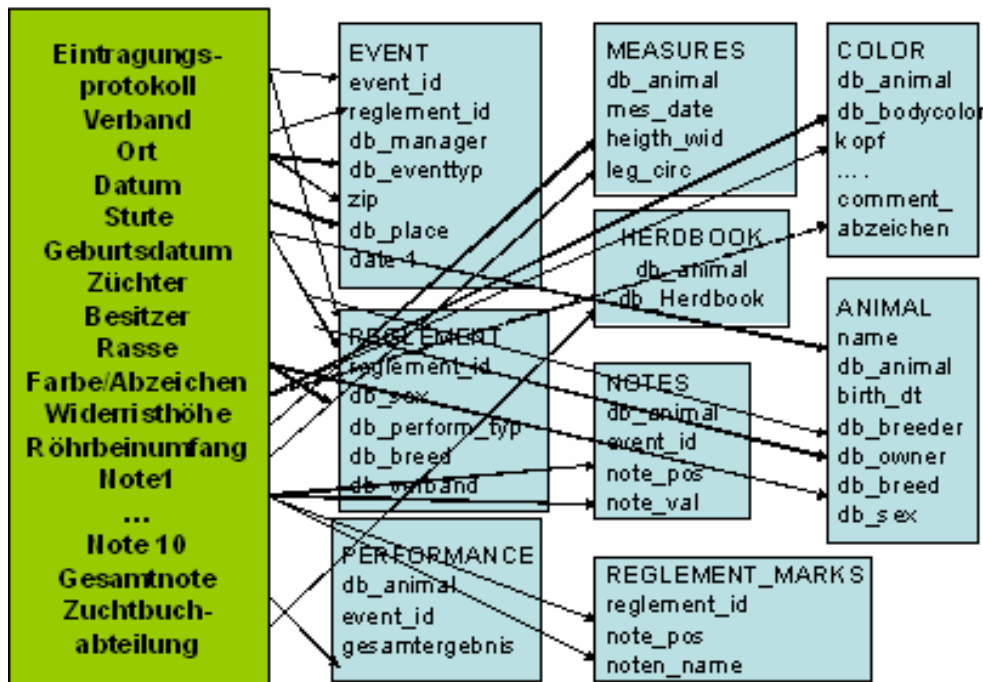 Eintragungs-
protokoll
Verband
Ort
Datum
Stute
Geburtsdatum
Züchter
Besitzer
Rasse
Farbe/Abzeichen
Widerristhöhe
Röhrbeinumfang
Note1
...
Note 10
Gesamtnote
Zuchtbuch-
abteilung
EVENT
event_id
reglement_id
db_manager
db_eventtyp
zip
db_place
date 1
REGLEMENT
reglement_id
db_sex
db_perform_typ
db_breed
db_verband
PERFORMANCE
db_animal
event_id
gesamtergebnis
MEASURES
db_animal
mes_date
heigth_wid
leg_circ
HERDBOOK
db_animal
db_Herdbook
NOTES
db_animal
event_id
note_pos
note_val
REGLEMENT_MARKS
reglement_id
note_pos
noten_name
COLOR
db_animal
db_bodycolor
kopf
....
comment_
abzeichen
ANIMAL
name
db_animal
birth_dt
db_breeder
db_owner
db_breed
db_sex